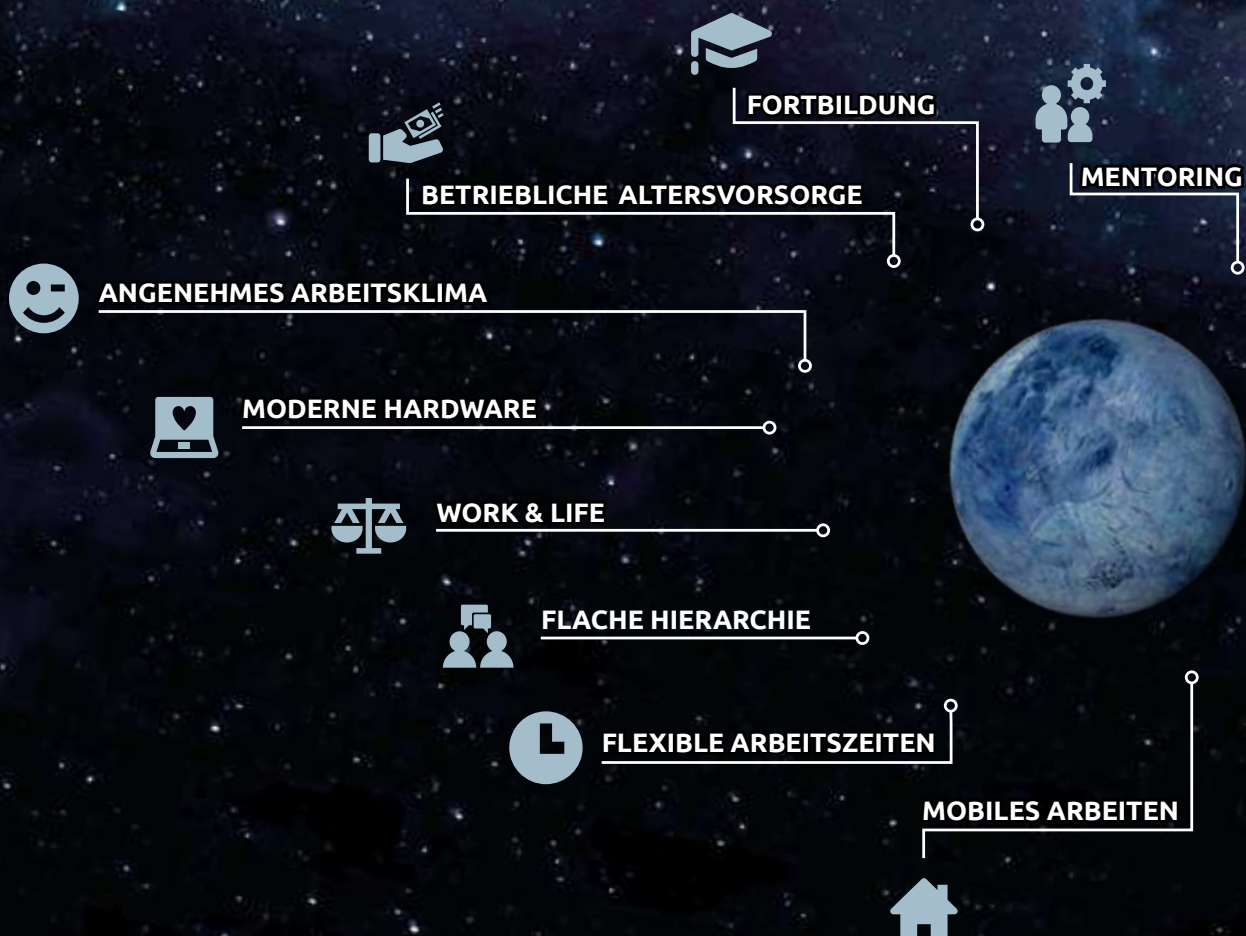 FORTBILDUNG
MENTORING
BETRIEBLICHE ALTERSVORSORGE
ANGENEHMES ARBEITSKLIMA
MODERNE HARDWARE
WORK & LIFE
FLACHE HIERARCHIE
FLEXIBLE ARBEITSZEITEN
MOBILES ARBEITEN